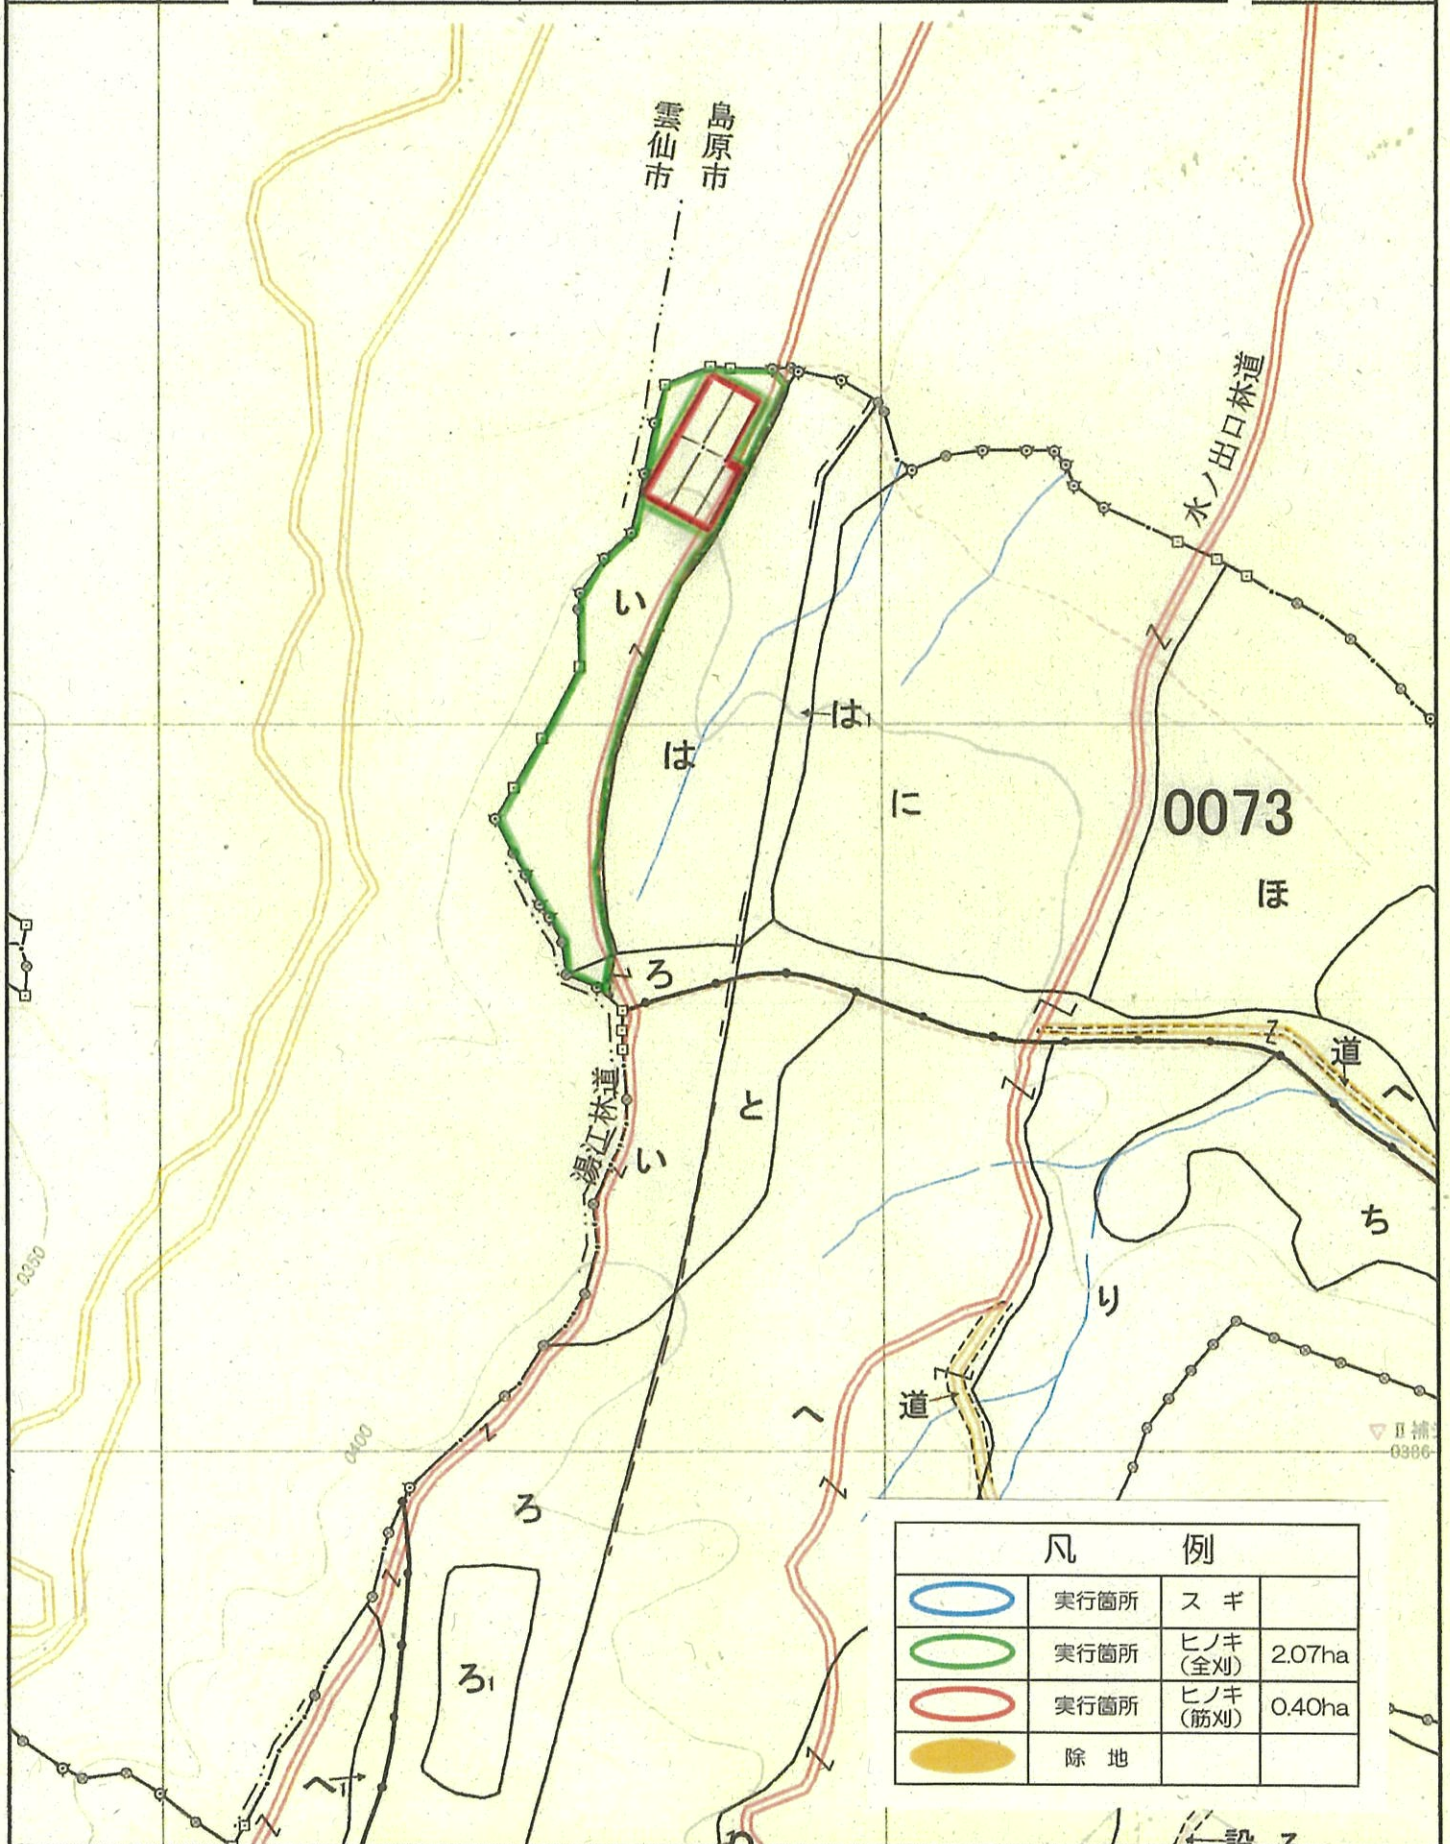 島原市
雲仙市
水ノ出口林道
い
は
は1
に
0073
ほ
ろ
道
へ
と
湯江林道
い
ち
0350
り
へ
道
0400
0386
ろ
ろ1
へ1
凡 例
実行箇所 ス ギ
実行箇所 ヒノキ(全刈) 2.07ha
実行箇所 ヒノキ(筋刈) 0.40ha
除 地